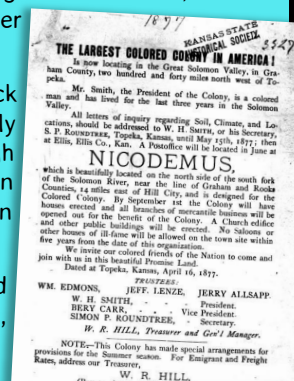 er
ck
ly
h
n
n
d
,
1877
KANSAS STATE
HISTORICAL SOCIETY.
3327
THE LARGEST COLORED COLONY IN AMERICA!
Is now locating in the Great Solomon Valley, in Gra-
ham County, two hundred and forty miles north west of To-
peka.
Mr. Smith, the President of the Colony, is a colored
man and has lived for the last three years in the Solomon
Valley.
All letters of inquiry regarding Soil, Climate, and Lo-
cations, should be addressed to W. H. SMITH, or his Secretary,
S. P. ROUNDTREE, Topeka, Kansas, until May 15th, 1877; then
at Ellis, Ellis Co., Kan. A Postoffice will be located in June at
NICODEMUS,
which is beautifully located on the north side of the south fork
of the Solomon River, near the line of Graham and Rooks
Counties, 14 miles east of Hill City, and is designed for the
Colored Colony. By September 1st the Colony will have
houses erected and all branches of mercantile business will be
opened out for the benefit of the Colony. A Church edifice
and other public buildings will be erected. No Saloons or
other houses of ill-fame will be allowed on the town site within
five years from the date of this organization.
We invite our colored friends of the Nation to come and
join with us in this beautiful Promise Land.
Dated at Topeka, Kansas, April 16, 1877.
TRUSTEES:
WM. EDMONS, JEFF. LENZE, JERRY ALLSAPP.
W. H. SMITH, - - President.
BERY CARR, - Vice President.
SIMON P. ROUNDTREE, - Secretary.
W. R. HILL, Treasurer and Gen'l Manager.
NOTE.—This Colony has made special arrangements for
provisions for the Summer season. For Emigrant and Freight
Rates, address our Treasurer,
W. R. HILL,